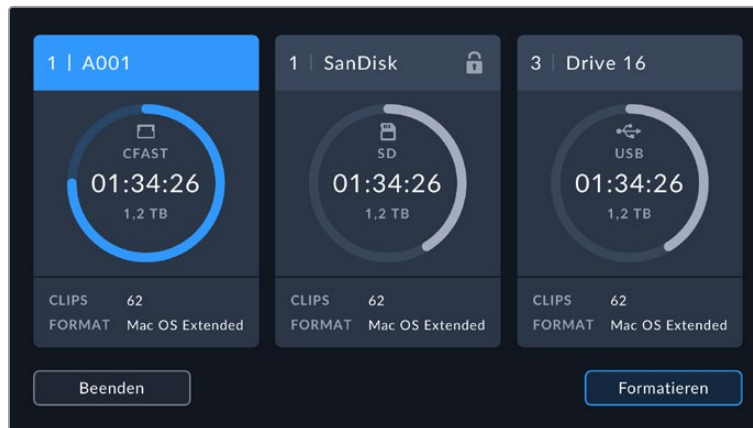 1 | A001
CFAST
01:34:26
1,2 TB
CLIPS 62
FORMAT Mac OS Extended
1 | SanDisk
SD
01:34:26
1,2 TB
CLIPS 62
FORMAT Mac OS Extended
3 | Drive 16
USB
01:34:26
1,2 TB
CLIPS 62
FORMAT Mac OS Extended
Beenden
Formatieren